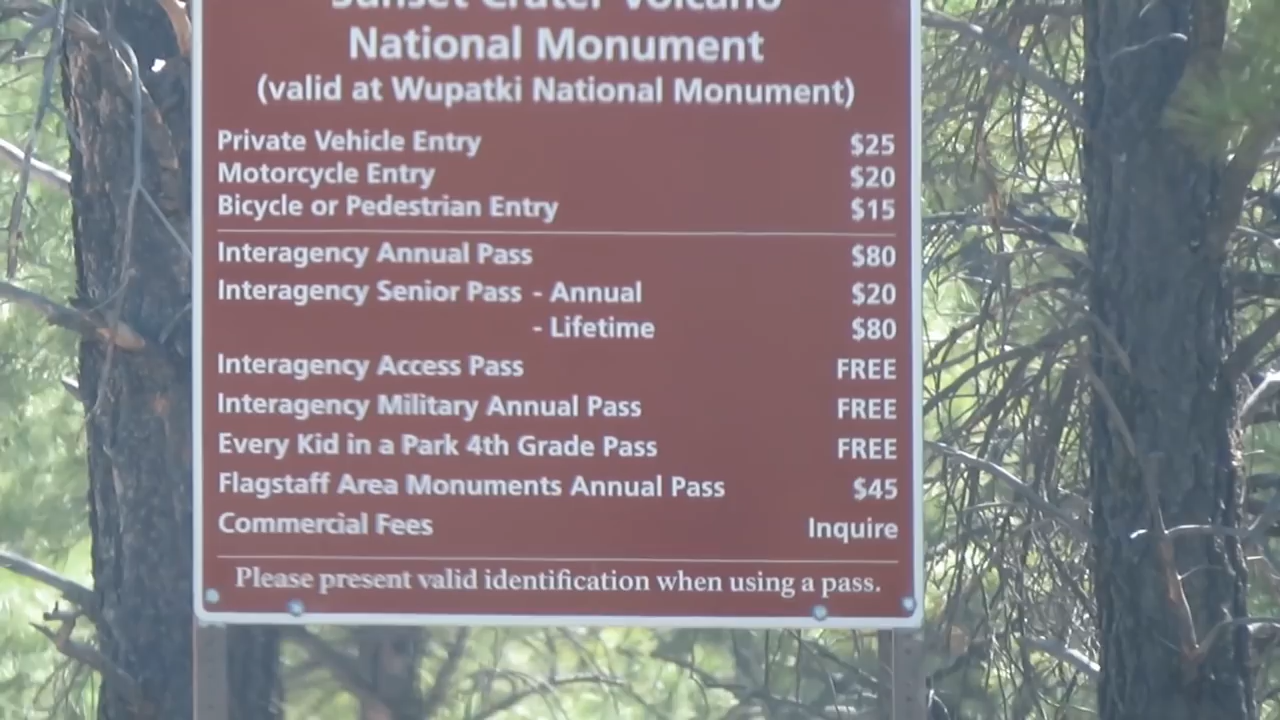 Sunset Crater Volcano
National Monument
(valid at Wupatki National Monument)
Private Vehicle Entry $25
Motorcycle Entry $20
Bicycle or Pedestrian Entry $15
Interagency Annual Pass $80
Interagency Senior Pass - Annual $20
- Lifetime $80
Interagency Access Pass FREE
Interagency Military Annual Pass FREE
Every Kid in a Park 4th Grade Pass FREE
Flagstaff Area Monuments Annual Pass $45
Commercial Fees Inquire
Please present valid identification when using a pass.